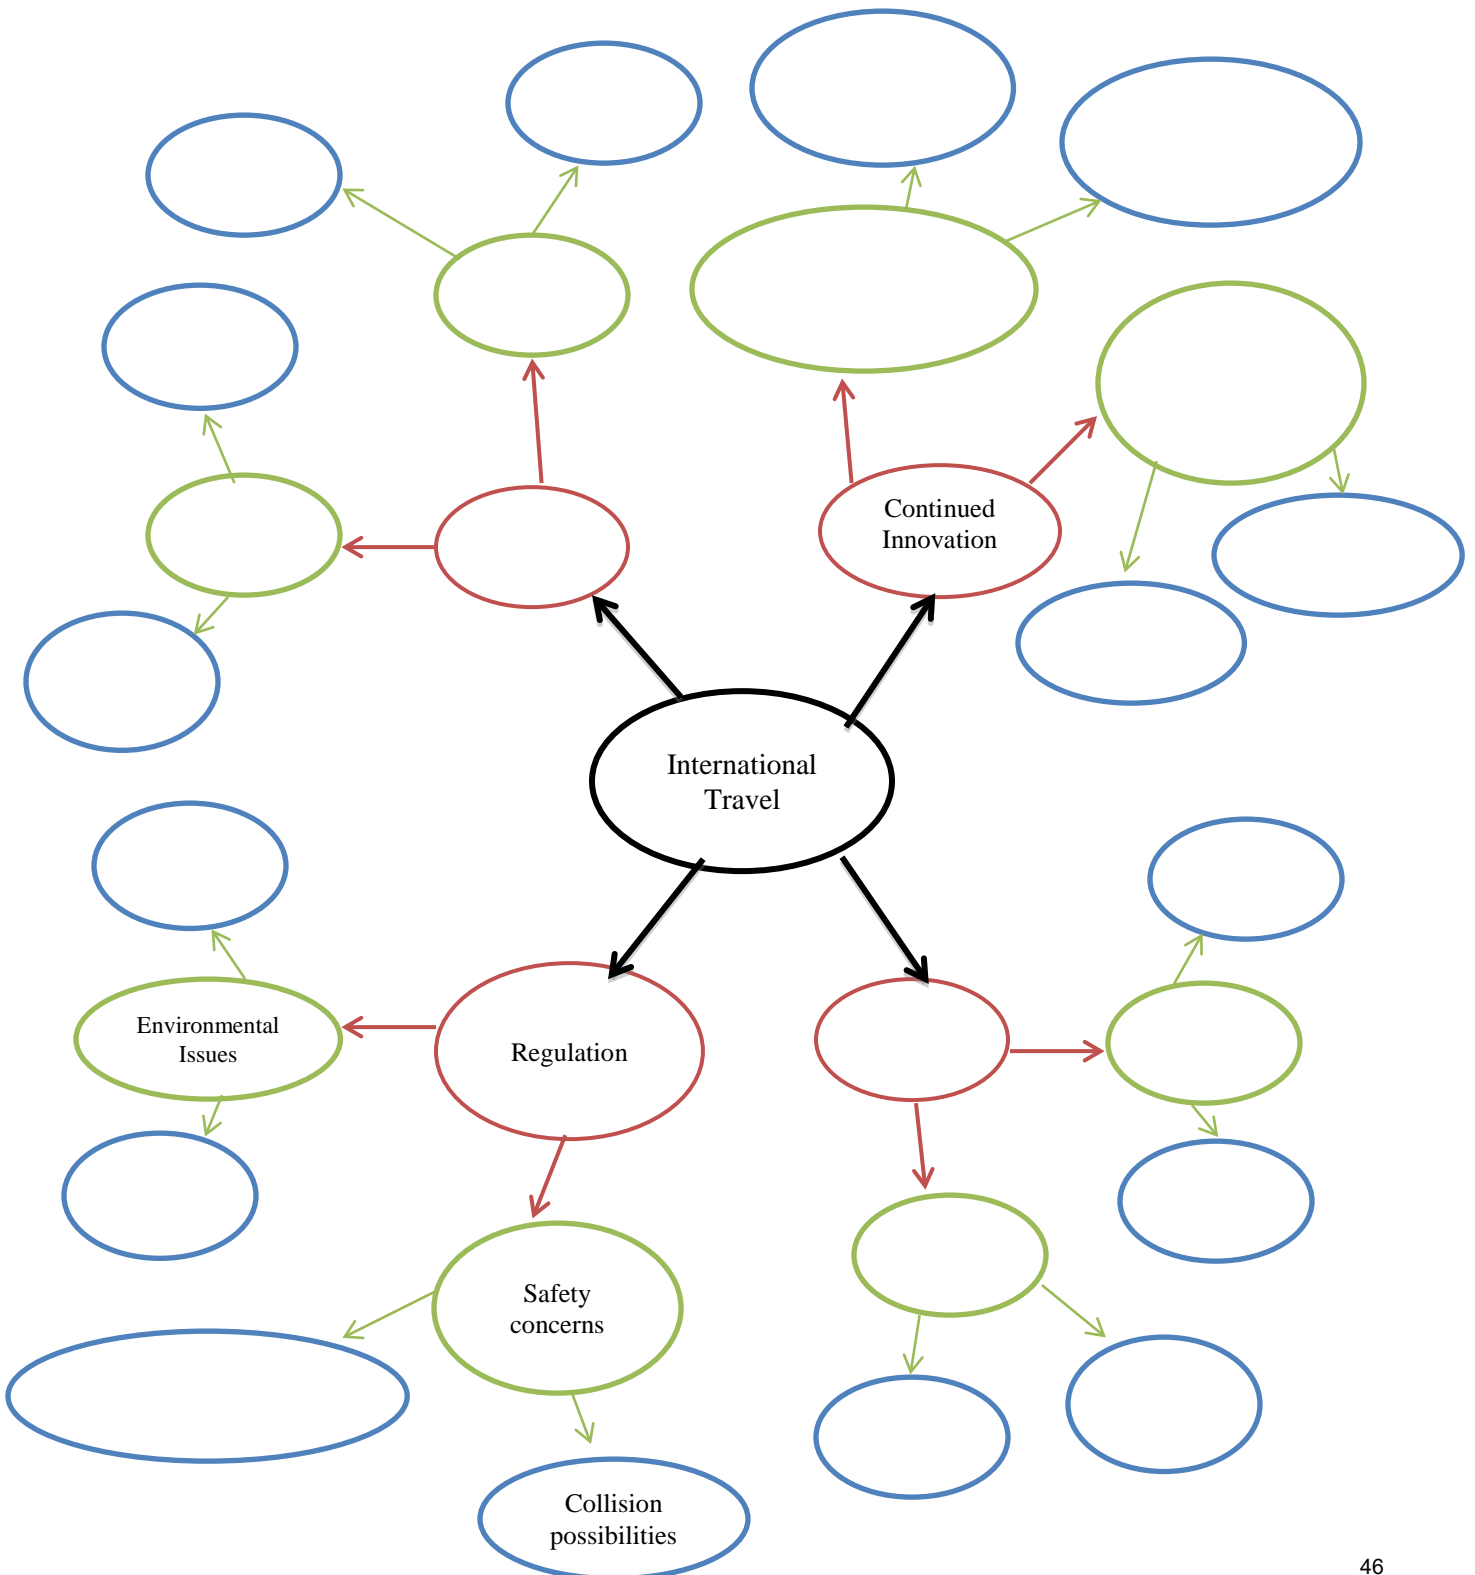 Continued
Innovation
International
Travel
Environmental
Issues
Regulation
Safety
concerns
Collision
possibilities
46